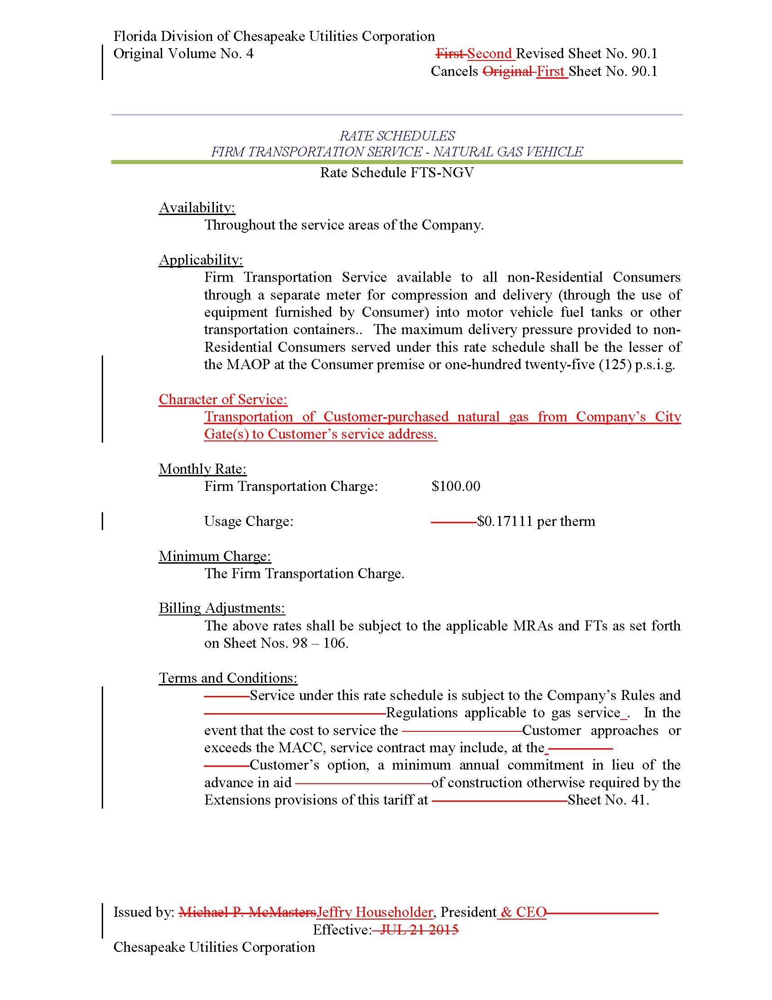 Florida Division of Chesapeake Utilities Corporation
Original Volume No. 4 First Second Revised Sheet No. 90.1
Cancels Original First Sheet No. 90.1
RATE SCHEDULES
FIRM TRANSPORTATION SERVICE - NATURAL GAS VEHICLE
Rate Schedule FTS-NGV
Availability:
Throughout the service areas of the Company.
Applicability:
Firm Transportation Service available to all non-Residential Consumers
through a separate meter for compression and delivery (through the use of
equipment furnished by Consumer) into motor vehicle fuel tanks or other
transportation containers.. The maximum delivery pressure provided to non-
Residential Consumers served under this rate schedule shall be the lesser of
the MAOP at the Consumer premise or one-hundred twenty-five (125) p.s.i.g.
Character of Service:
Transportation of Customer-purchased natural gas from Company’s City
Gate(s) to Customer’s service address.
Monthly Rate:
Firm Transportation Charge: $100.00
Usage Charge: $0.17111 per therm
Minimum Charge:
The Firm Transportation Charge.
Billing Adjustments:
The above rates shall be subject to the applicable MRAs and FTs as set forth
on Sheet Nos. 98 – 106.
Terms and Conditions:
Service under this rate schedule is subject to the Company’s Rules and
Regulations applicable to gas service . In the
event that the cost to service the Customer approaches or
exceeds the MACC, service contract may include, at the
Customer’s option, a minimum annual commitment in lieu of the
advance in aid of construction otherwise required by the
Extensions provisions of this tariff at Sheet No. 41.
Issued by: Michael P. McMastersJeffry Householder, President & CEO
Effective: JUL 21 2015
Chesapeake Utilities Corporation